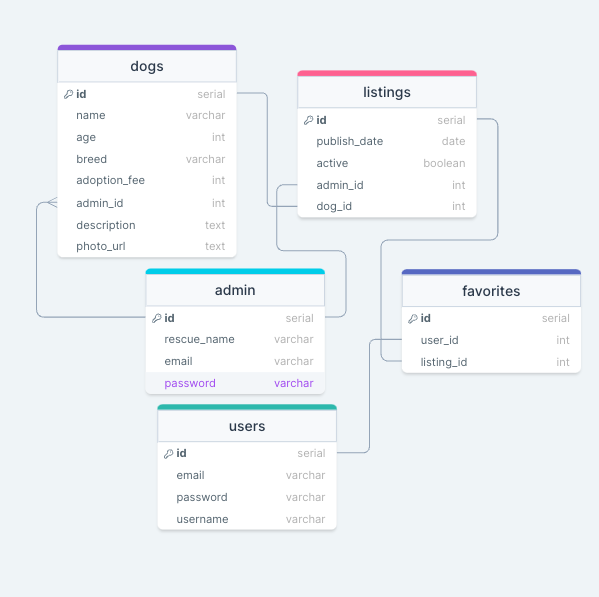 dogs
id serial
name varchar
age int
breed varchar
adoption_fee int
admin_id int
description text
photo_url text
listings
id serial
publish_date date
active boolean
admin_id int
dog_id int
admin
id serial
rescue_name varchar
email varchar
password varchar
favorites
id serial
user_id int
listing_id int
users
id serial
email varchar
password varchar
username varchar